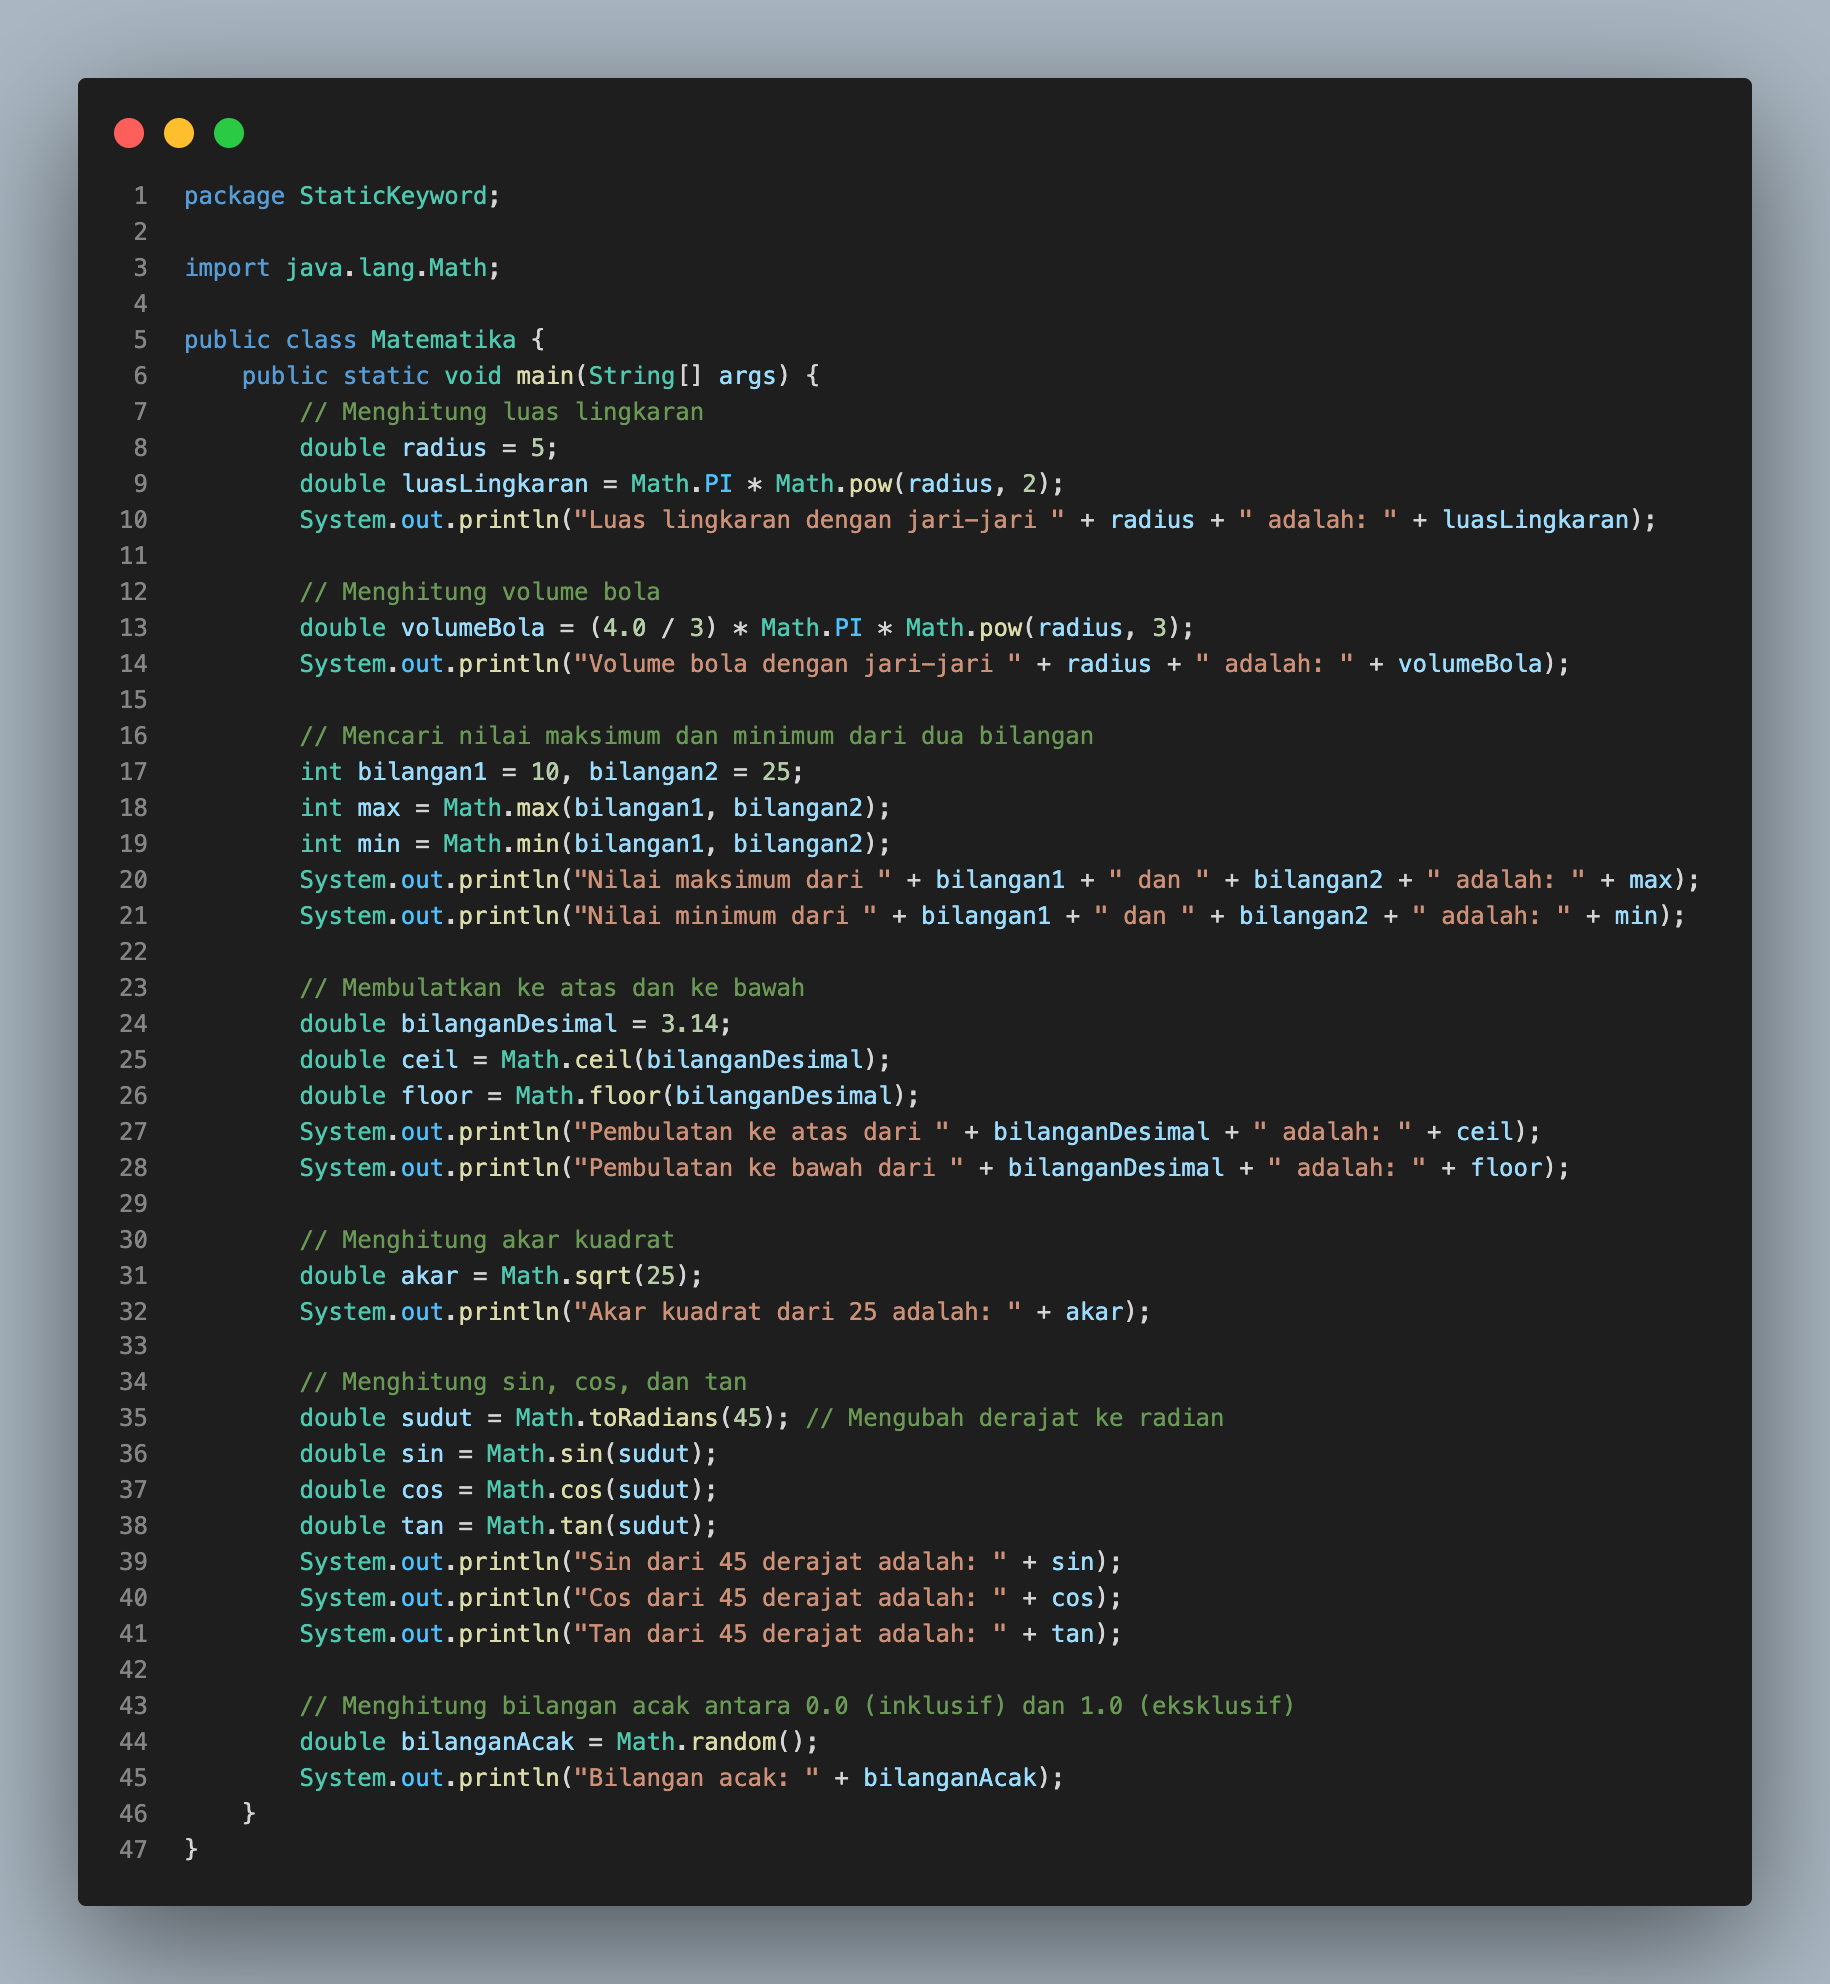 1 package StaticKeyword;
2
3 import java.lang.Math;
4
5 public class Matematika {
6     public static void main(String[] args) {
7         // Menghitung luas lingkaran
8         double radius = 5;
9         double luasLingkaran = Math.PI * Math.pow(radius, 2);
10         System.out.println("Luas lingkaran dengan jari-jari " + radius + " adalah: " + luasLingkaran);
11
12         // Menghitung volume bola
13         double volumeBola = (4.0 / 3) * Math.PI * Math.pow(radius, 3);
14         System.out.println("Volume bola dengan jari-jari " + radius + " adalah: " + volumeBola);
15
16         // Mencari nilai maksimum dan minimum dari dua bilangan
17         int bilangan1 = 10, bilangan2 = 25;
18         int max = Math.max(bilangan1, bilangan2);
19         int min = Math.min(bilangan1, bilangan2);
20         System.out.println("Nilai maksimum dari " + bilangan1 + " dan " + bilangan2 + " adalah: " + max);
21         System.out.println("Nilai minimum dari " + bilangan1 + " dan " + bilangan2 + " adalah: " + min);
22
23         // Membulatkan ke atas dan ke bawah
24         double bilanganDesimal = 3.14;
25         double ceil = Math.ceil(bilanganDesimal);
26         double floor = Math.floor(bilanganDesimal);
27         System.out.println("Pembulatan ke atas dari " + bilanganDesimal + " adalah: " + ceil);
28         System.out.println("Pembulatan ke bawah dari " + bilanganDesimal + " adalah: " + floor);
29
30         // Menghitung akar kuadrat
31         double akar = Math.sqrt(25);
32         System.out.println("Akar kuadrat dari 25 adalah: " + akar);
33
34         // Menghitung sin, cos, dan tan
35         double sudut = Math.toRadians(45); // Mengubah derajat ke radian
36         double sin = Math.sin(sudut);
37         double cos = Math.cos(sudut);
38         double tan = Math.tan(sudut);
39         System.out.println("Sin dari 45 derajat adalah: " + sin);
40         System.out.println("Cos dari 45 derajat adalah: " + cos);
41         System.out.println("Tan dari 45 derajat adalah: " + tan);
42
43         // Menghitung bilangan acak antara 0.0 (inklusif) dan 1.0 (eksklusif)
44         double bilanganAcak = Math.random();
45         System.out.println("Bilangan acak: " + bilanganAcak);
46     }
47 }